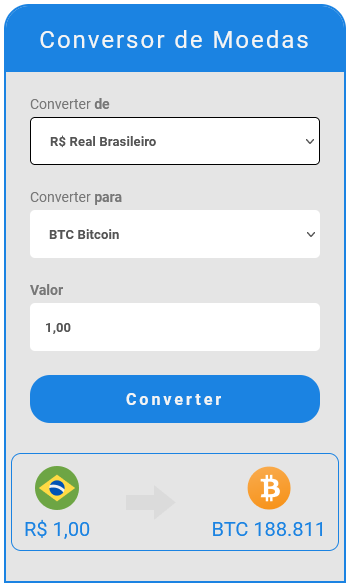 Conversor de Moedas
Converter de
R$ Real Brasileiro
Converter para
BTC Bitcoin
Valor
1,00
Converter
R$ 1,00
BTC 188.811